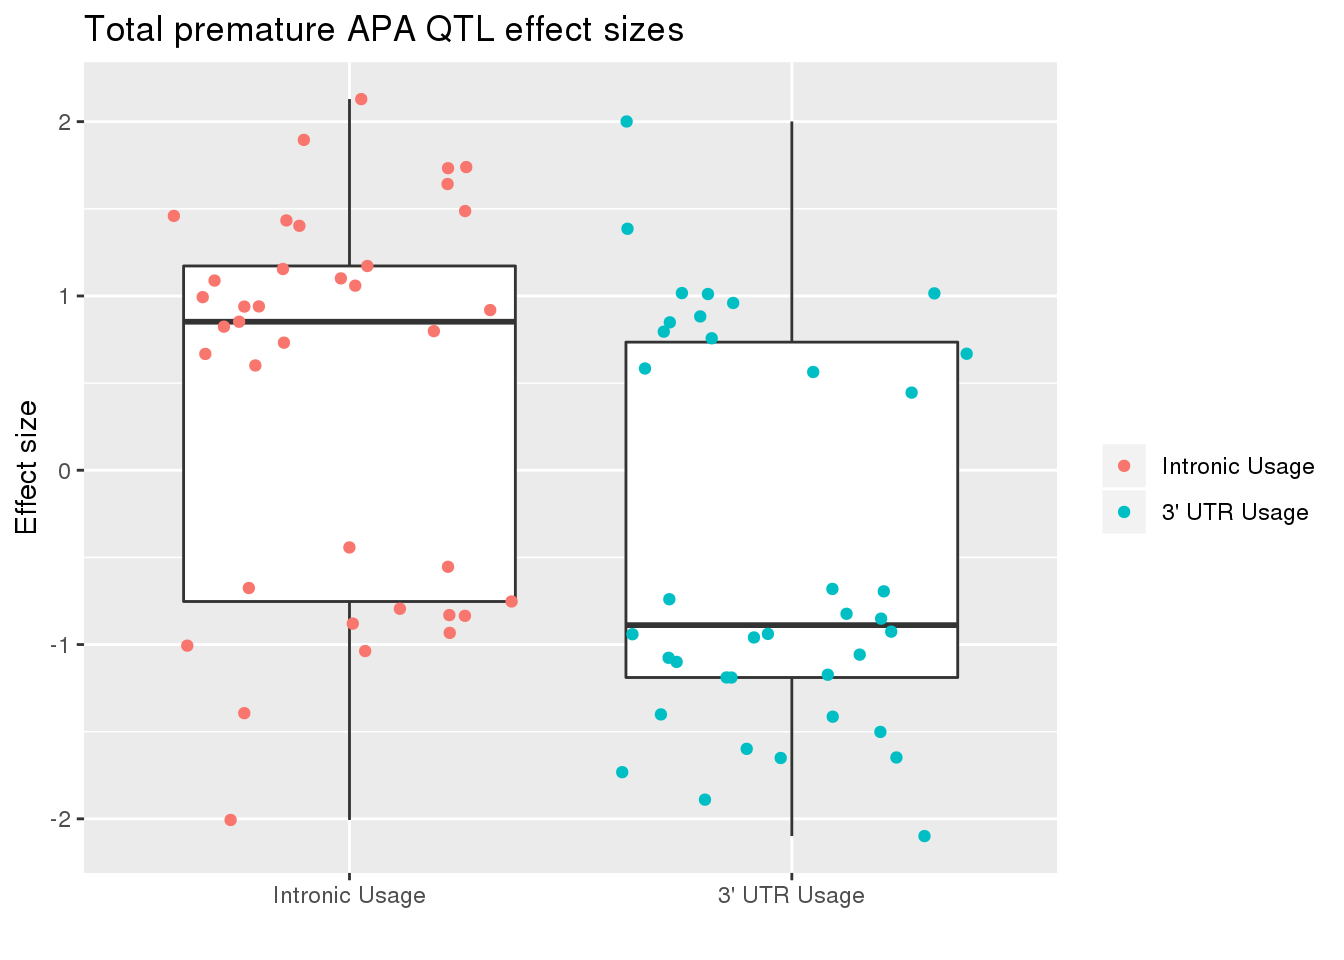 Total premature APA QTL effect sizes
Effect size
2
1
0
-1
-2
Intronic Usage
3' UTR Usage
Intronic Usage
3' UTR Usage